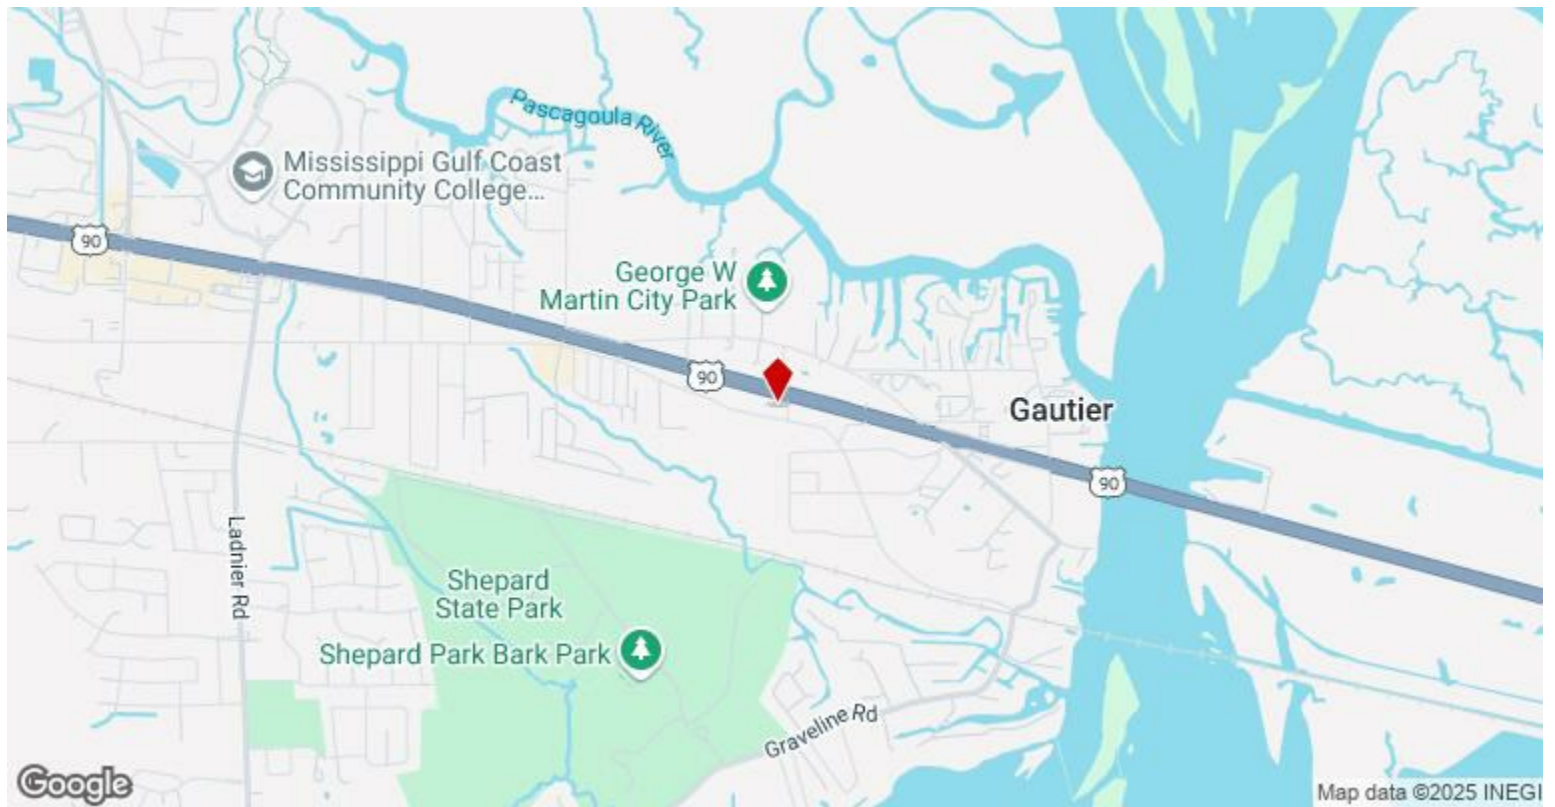 Pascagoula River
Mississippi Gulf Coast
Community College...
90
George W
Martin City Park
90
Gautier
90
Ladnier Rd
Shepard
State Park
Shepard Park Bark Park
Graveline Rd
Google
Map data ©2025 INEGI